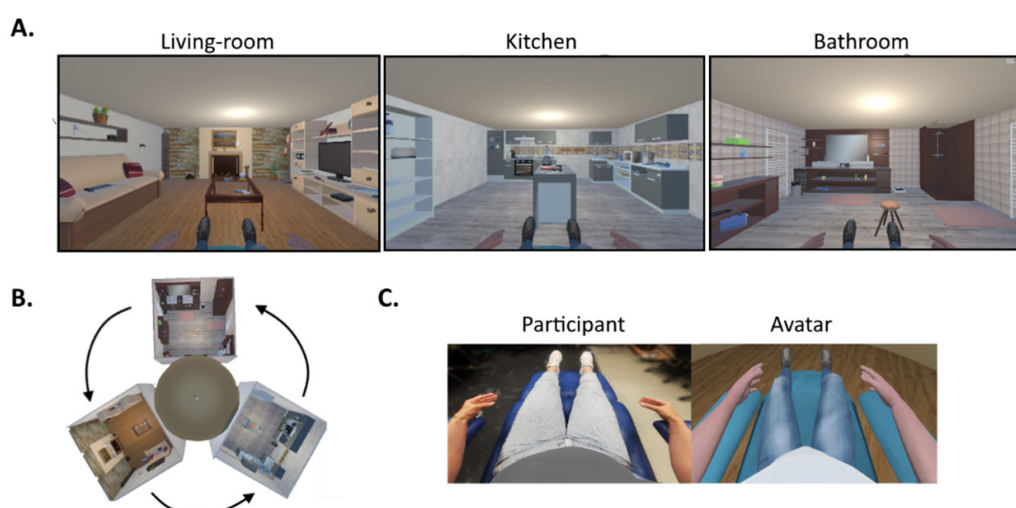 A.
Living-room
Kitchen
Bathroom
B.
C.
Participant
Avatar